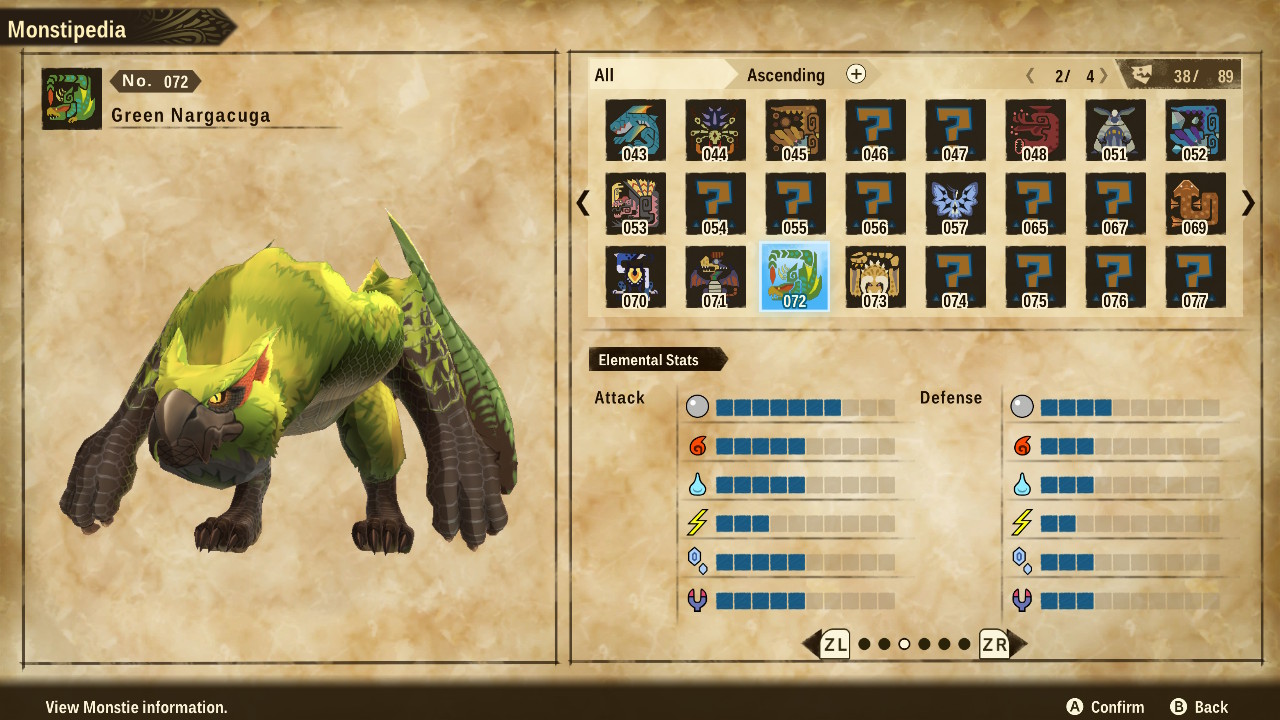 Monstipedia
No. 072
Green Nargacuga
All
Ascending
2/ 4
38/ 89
043 044 045 046 047 048 051 052
053 054 055 056 057 065 067 069
070 071 072 073 074 075 076 077
Elemental Stats
Attack
Defense
ZL ZR
View Monstie information.
A Confirm B Back